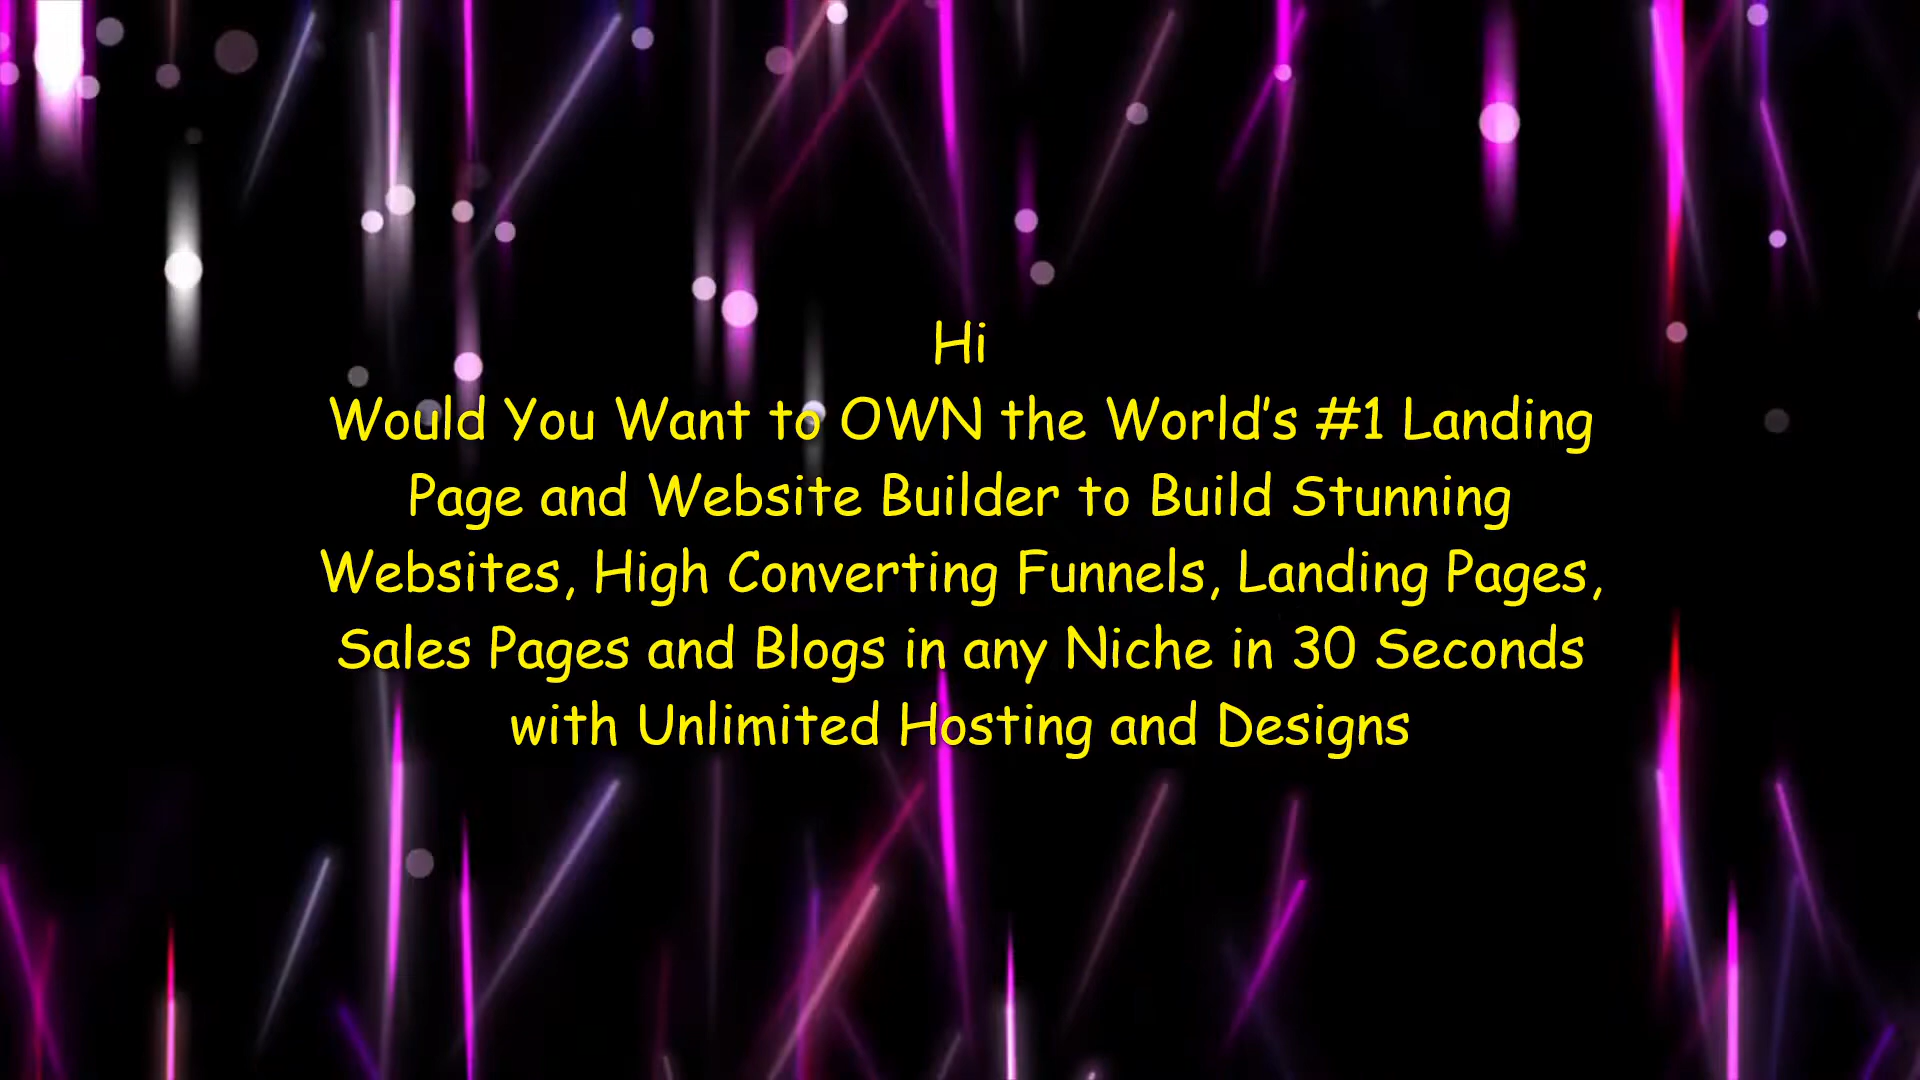 Hi
Would You Want to OWN the World's #1 Landing
Page and Website Builder to Build Stunning
Websites, High Converting Funnels, Landing Pages,
Sales Pages and Blogs in any Niche in 30 Seconds
with Unlimited Hosting and Designs